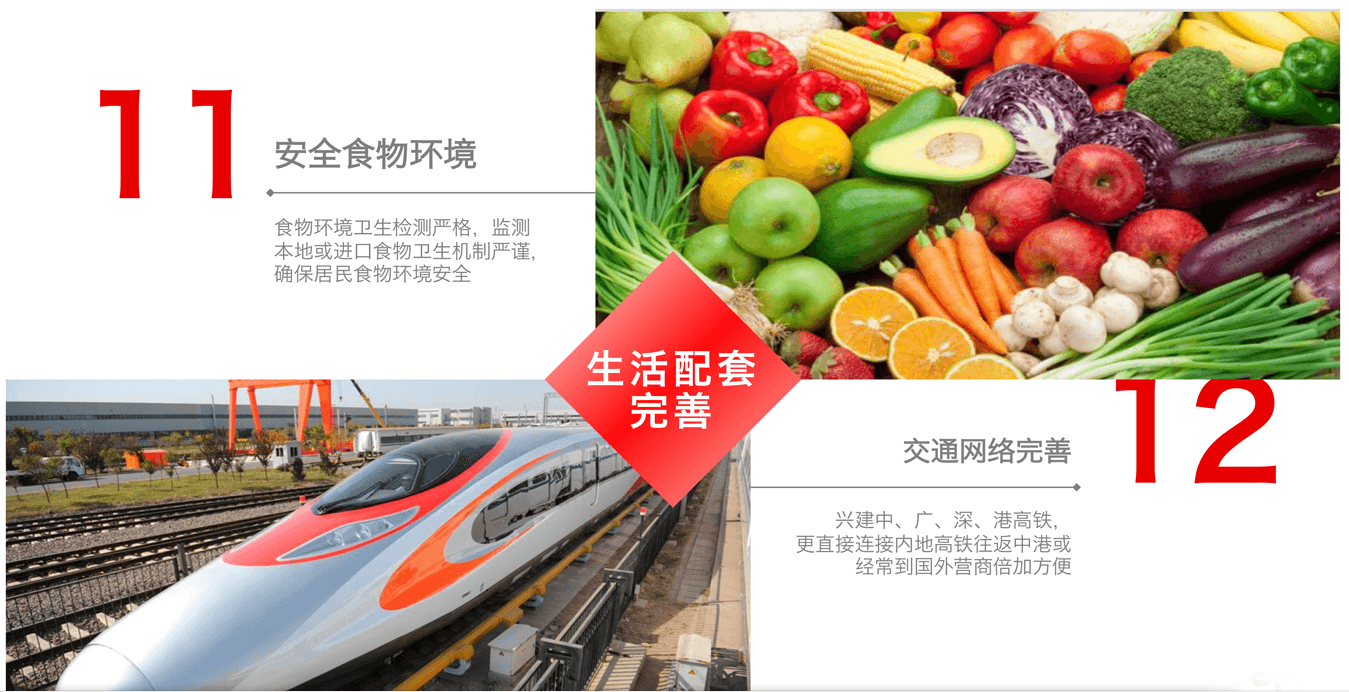 11
安全食物环境
食物环境卫生检测严格，监测
本地或进口食物卫生机制严谨,
确保居民食物环境安全
生活配套
完善
12
交通网络完善
兴建中、广、深、港高铁,
更直接连接内地高铁往返中港或
经常到国外营商倍加方便